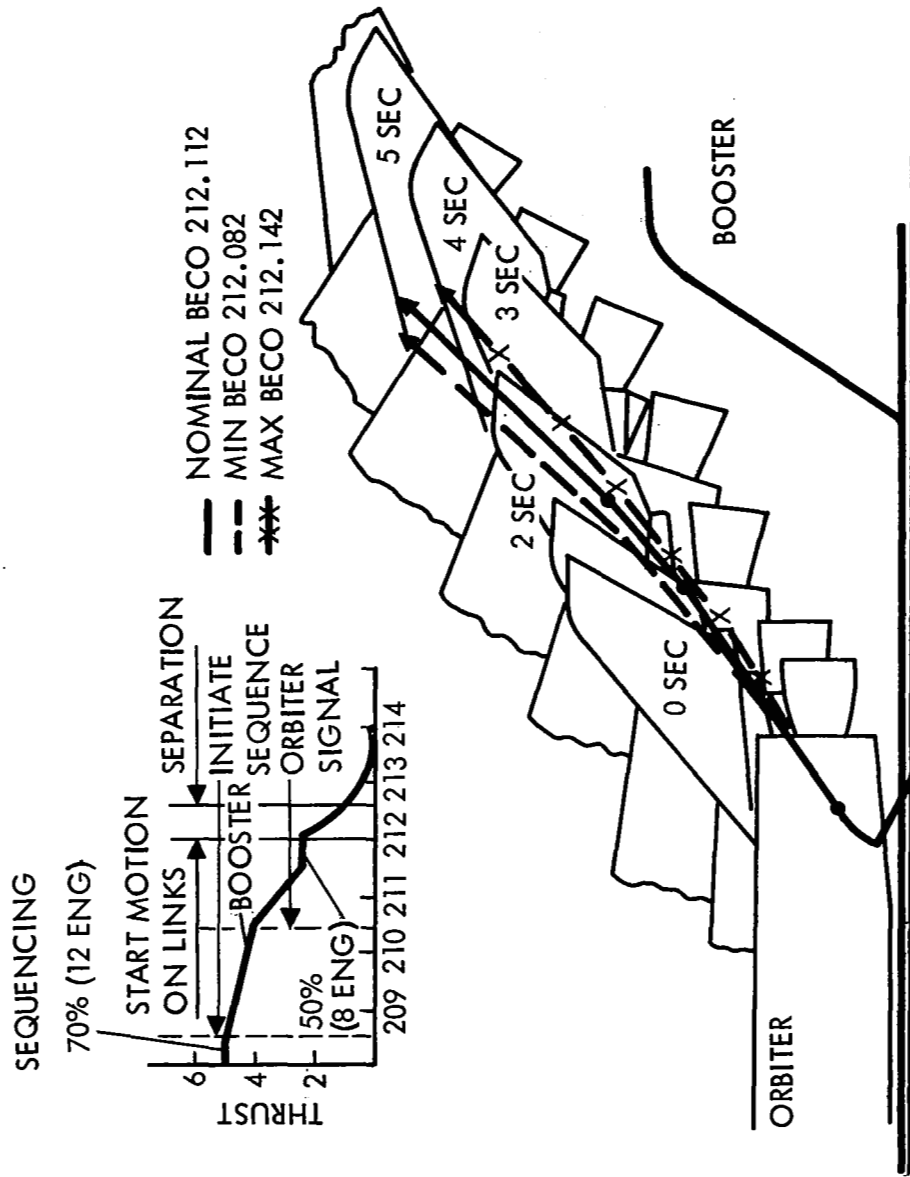 SEQUENCING
70% (12 ENG)
START MOTION
ON LINKS
SEPARATION
INITIATE
BOOSTER SEQUENCE
ORBITER
SIGNAL
50%
(8 ENG)
THRUST
6
4
2
209 210 211 212 213 214
NOMINAL BECO 212.112
MIN BECO 212.082
MAX BECO 212.142
0 SEC
2 SEC
3 SEC
4 SEC
5 SEC
ORBITER
BOOSTER